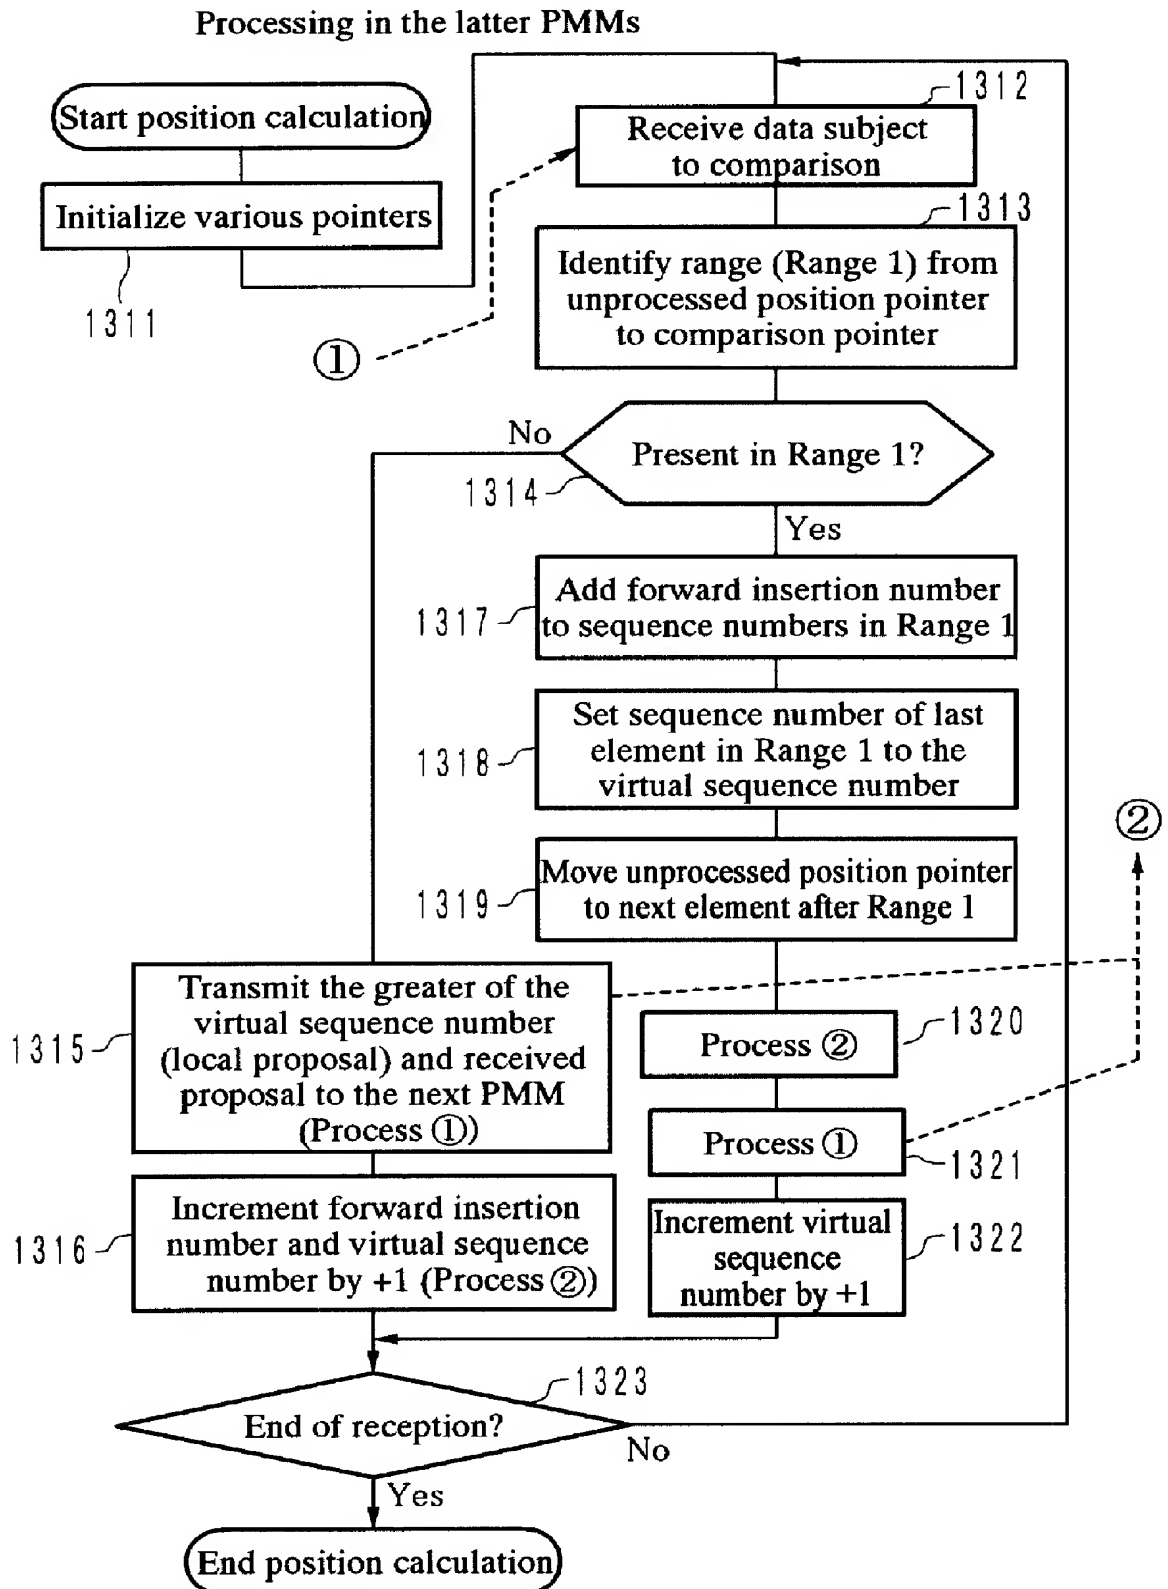 Processing in the latter PMMs
Start position calculation
Initialize various pointers
1311
①
1312
Receive data subject
to comparison
1313
Identify range (Range 1) from
unprocessed position pointer
to comparison pointer
No
Present in Range 1?
1314
Yes
1317
Add forward insertion number
to sequence numbers in Range 1
1318
Set sequence number of last
element in Range 1 to the
virtual sequence number
②
1319
Move unprocessed position pointer
to next element after Range 1
1315
Transmit the greater of the
virtual sequence number
(local proposal) and received
proposal to the next PMM
(Process ①)
1320
Process ②
Process ①
1321
1316
Increment forward insertion
number and virtual sequence
number by +1 (Process ②)
Increment virtual
sequence
number by +1
1322
1323
End of reception?
No
Yes
End position calculation